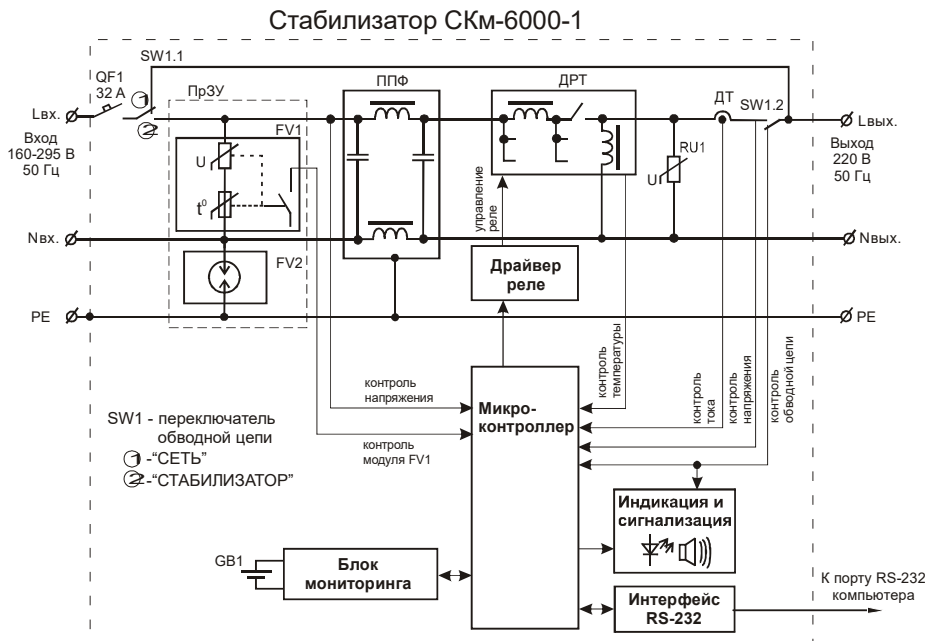 Стабилизатор СКм-6000-1
SW1.1
QF1
32 А
1
2
ПрЗУ
ППФ
ДРТ
ДТ
SW1.2
Lвх.
Вход
160-295 В
50 Гц
FV1
U
t⁰
RU1
U
Lвых.
Выход
220 В
50 Гц
управление
реле
Nвх.
Nвых.
FV2
Драйвер
реле
PE
PE
контроль
напряжения
контроль
температуры
контроль
тока
контроль
напряжения
контроль
обводной цепи
Микро-
контроллер
контроль
модуля FV1
SW1 - переключатель
обводной цепи
1 -“СЕТЬ”
2 -“СТАБИЛИЗАТОР”
Индикация и
сигнализация
GB1
Блок
мониторинга
Интерфейс
RS-232
К порту RS-232
компьютера